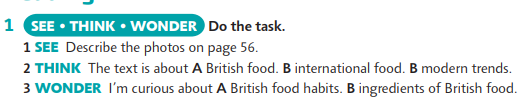 1 SEE • THINK • WONDER Do the task.
1 SEE Describe the photos on page 56.
2 THINK The text is about A British food. B international food. B modern trends.
3 WONDER I'm curious about A British food habits. B ingredients of British food.